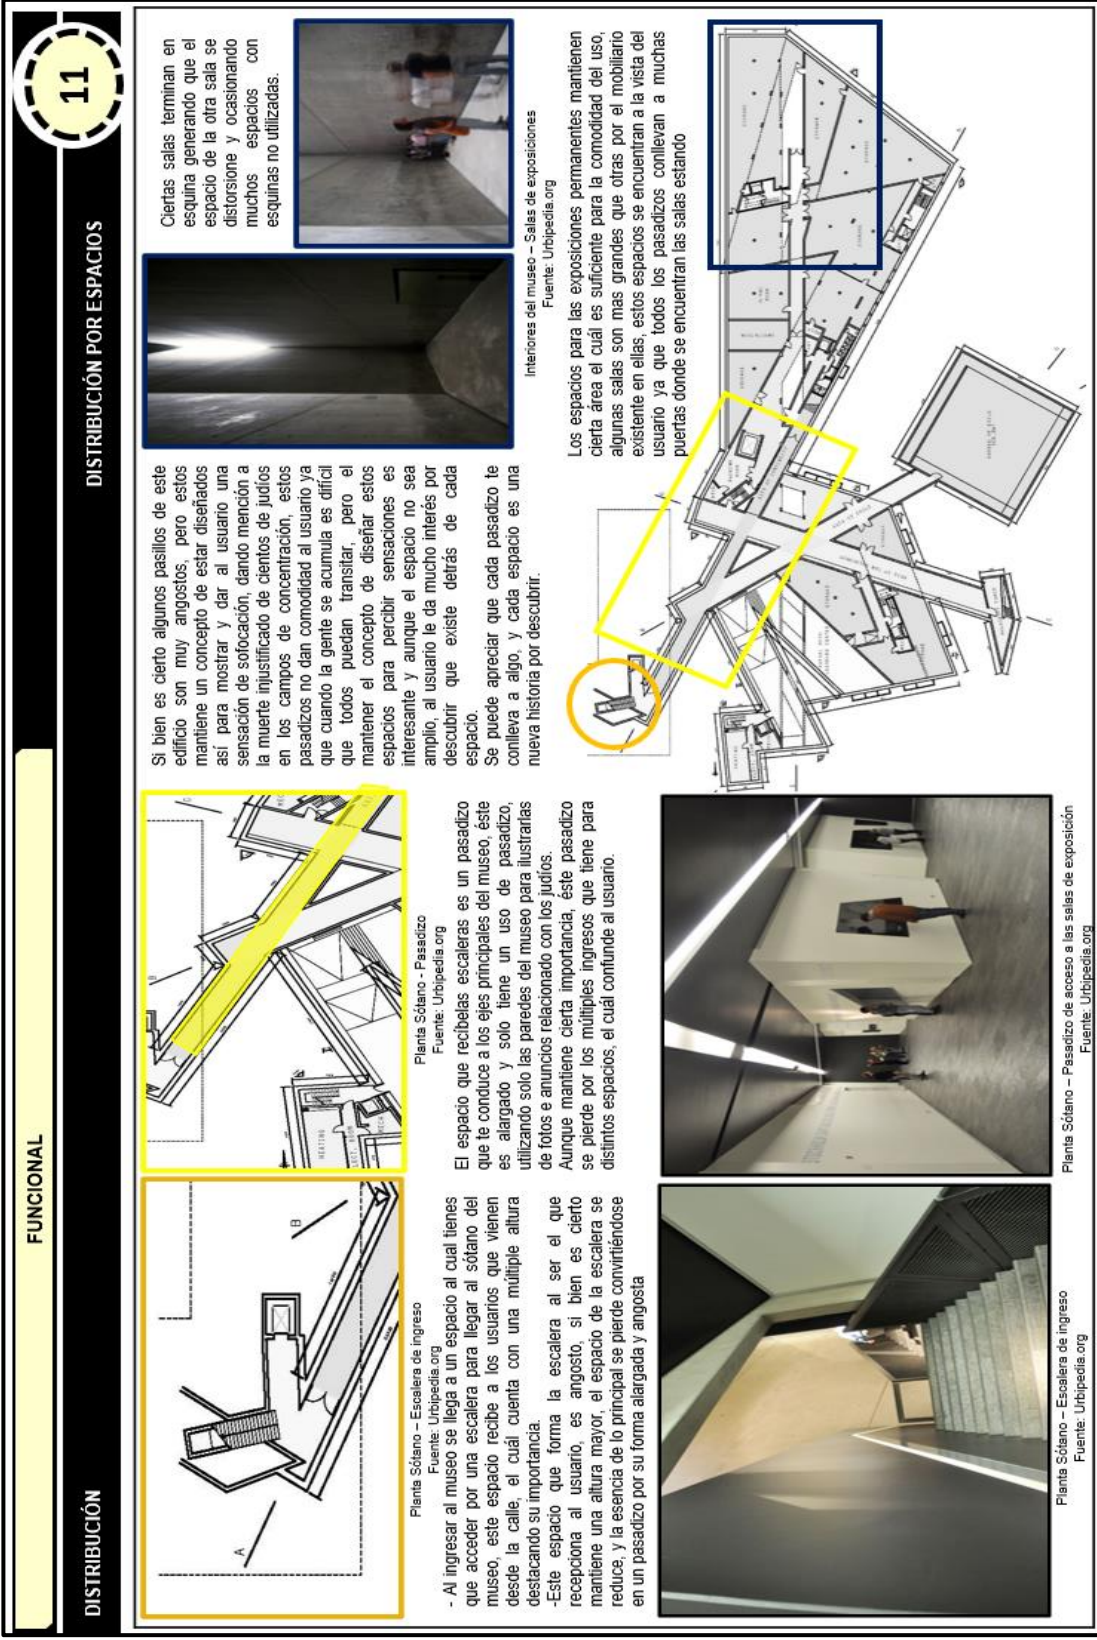 FUNCIONAL
11
DISTRIBUCIÓN
DISTRIBUCIÓN POR ESPACIOS
A
B
Planta Sótano – Escalera de ingreso
Fuente: Urbipedia.org
- Al ingresar al museo se llega a un espacio al cual tienes
que acceder por una escalera para llegar al sótano del
museo, este espacio recibe a los usuarios que vienen
desde la calle, el cuál cuenta con una múltiple altura
destacando su importancia.
-Este espacio que forma la escalera al ser el que
recepciona al usuario, es angosto, si bien es cierto
mantiene una altura mayor, el espacio de la escalera se
reduce, y la esencia de lo principal se pierde convirtiéndose
en un pasadizo por su forma alargada y angosta
Planta Sótano – Escalera de ingreso
Fuente: Urbipedia.org
HEATING
Planta Sótano - Pasadizo
Fuente: Urbipedia.org
El espacio que recíbelas escaleras es un pasadizo
que te conduce a los ejes principales del museo, éste
es alargado y solo tiene un uso de pasadizo,
utilizando solo las paredes del museo para ilustrarlas
de fotos e anuncios relacionado con los judíos.
Aunque mantiene cierta importancia, éste pasadizo
se pierde por los múltiples ingresos que tiene para
distintos espacios, el cuál confunde al usuario.
Planta Sótano – Pasadizo de acceso a las salas de exposición
Fuente: Urbipedia.org
Si bien es cierto algunos pasillos de este
edificio son muy angostos, pero estos
mantiene un concepto de estar diseñados
así para mostrar y dar al usuario una
sensación de sofocación, dando mención a
la muerte injustificado de cientos de judíos
en los campos de concentración, estos
pasadizos no dan comodidad al usuario ya
que cuando la gente se acumula es difícil
que todos puedan transitar, pero el
mantener el concepto de diseñar estos
espacios para percibir sensaciones es
interesante y aunque el espacio no sea
amplio, al usuario le da mucho interés por
descubrir que existe detrás de cada
espacio.
Se puede apreciar que cada pasadizo te
conlleva a algo, y cada espacio es una
nueva historia por descubrir.
Ciertas salas terminan en
esquina generando que el
espacio de la otra sala se
distorsione y ocasionando
muchos espacios con
esquinas no utilizadas.
Interiores del museo – Salas de exposiciones
Fuente: Urbipedia.org
Los espacios para las exposiciones permanentes mantienen
cierta área el cuál es suficiente para la comodidad del uso,
algunas salas son mas grandes que otras por el mobiliario
existente en ellas, estos espacios se encuentran a la vista del
usuario ya que todos los pasadizos conllevan a muchas
puertas donde se encuentran las salas estando